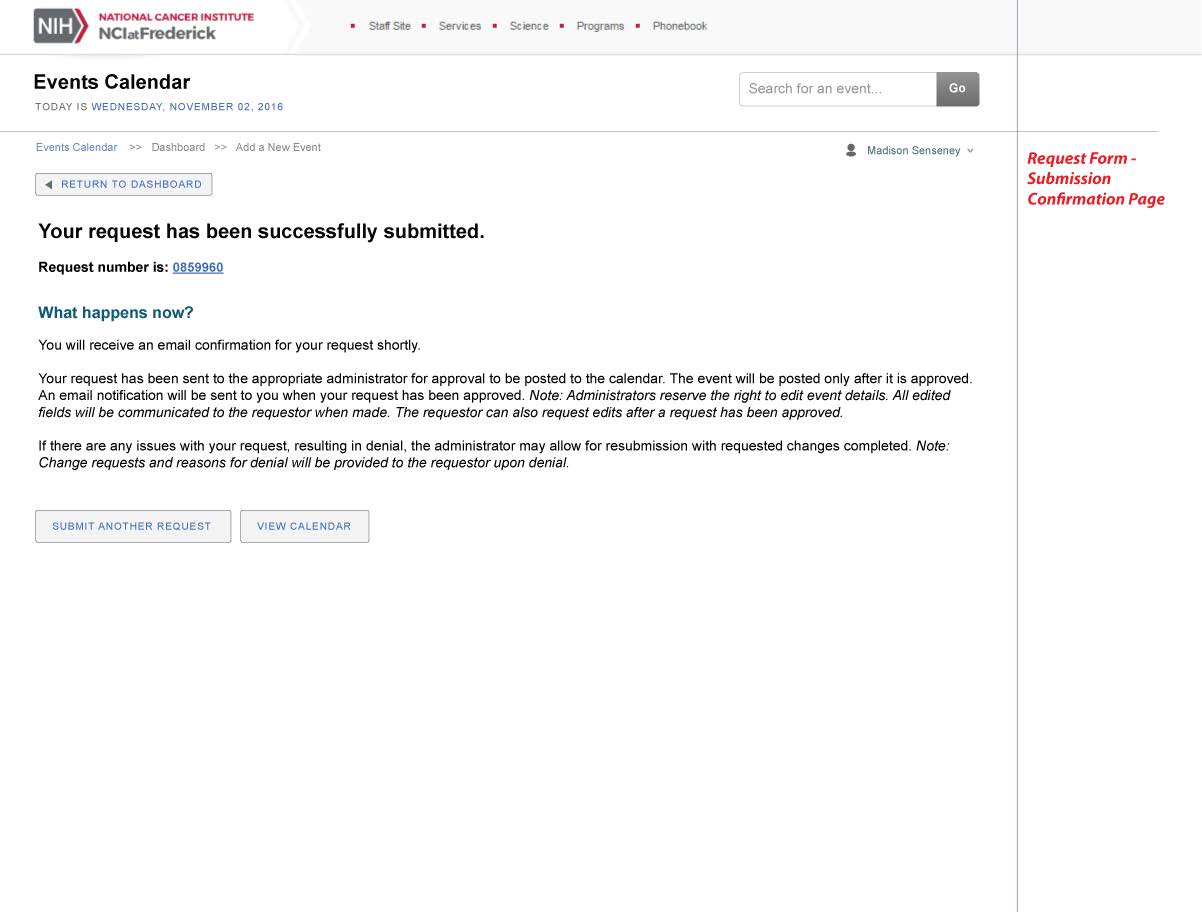 NIH
NATIONAL CANCER INSTITUTE
NCIatFrederick
Staff Site
Services
Science
Programs
Phonebook
Events Calendar
TODAY IS WEDNESDAY, NOVEMBER 02, 2016
Search for an event...
Go
Events Calendar >> Dashboard >> Add a New Event
Madison Senseney
RETURN TO DASHBOARD
Request Form -
Submission
Confirmation Page
Your request has been successfully submitted.
Request number is: 0859960
What happens now?
You will receive an email confirmation for your request shortly.
Your request has been sent to the appropriate administrator for approval to be posted to the calendar. The event will be posted only after it is approved.
An email notification will be sent to you when your request has been approved. Note: Administrators reserve the right to edit event details. All edited
fields will be communicated to the requestor when made. The requestor can also request edits after a request has been approved.
If there are any issues with your request, resulting in denial, the administrator may allow for resubmission with requested changes completed. Note:
Change requests and reasons for denial will be provided to the requestor upon denial.
SUBMIT ANOTHER REQUEST
VIEW CALENDAR